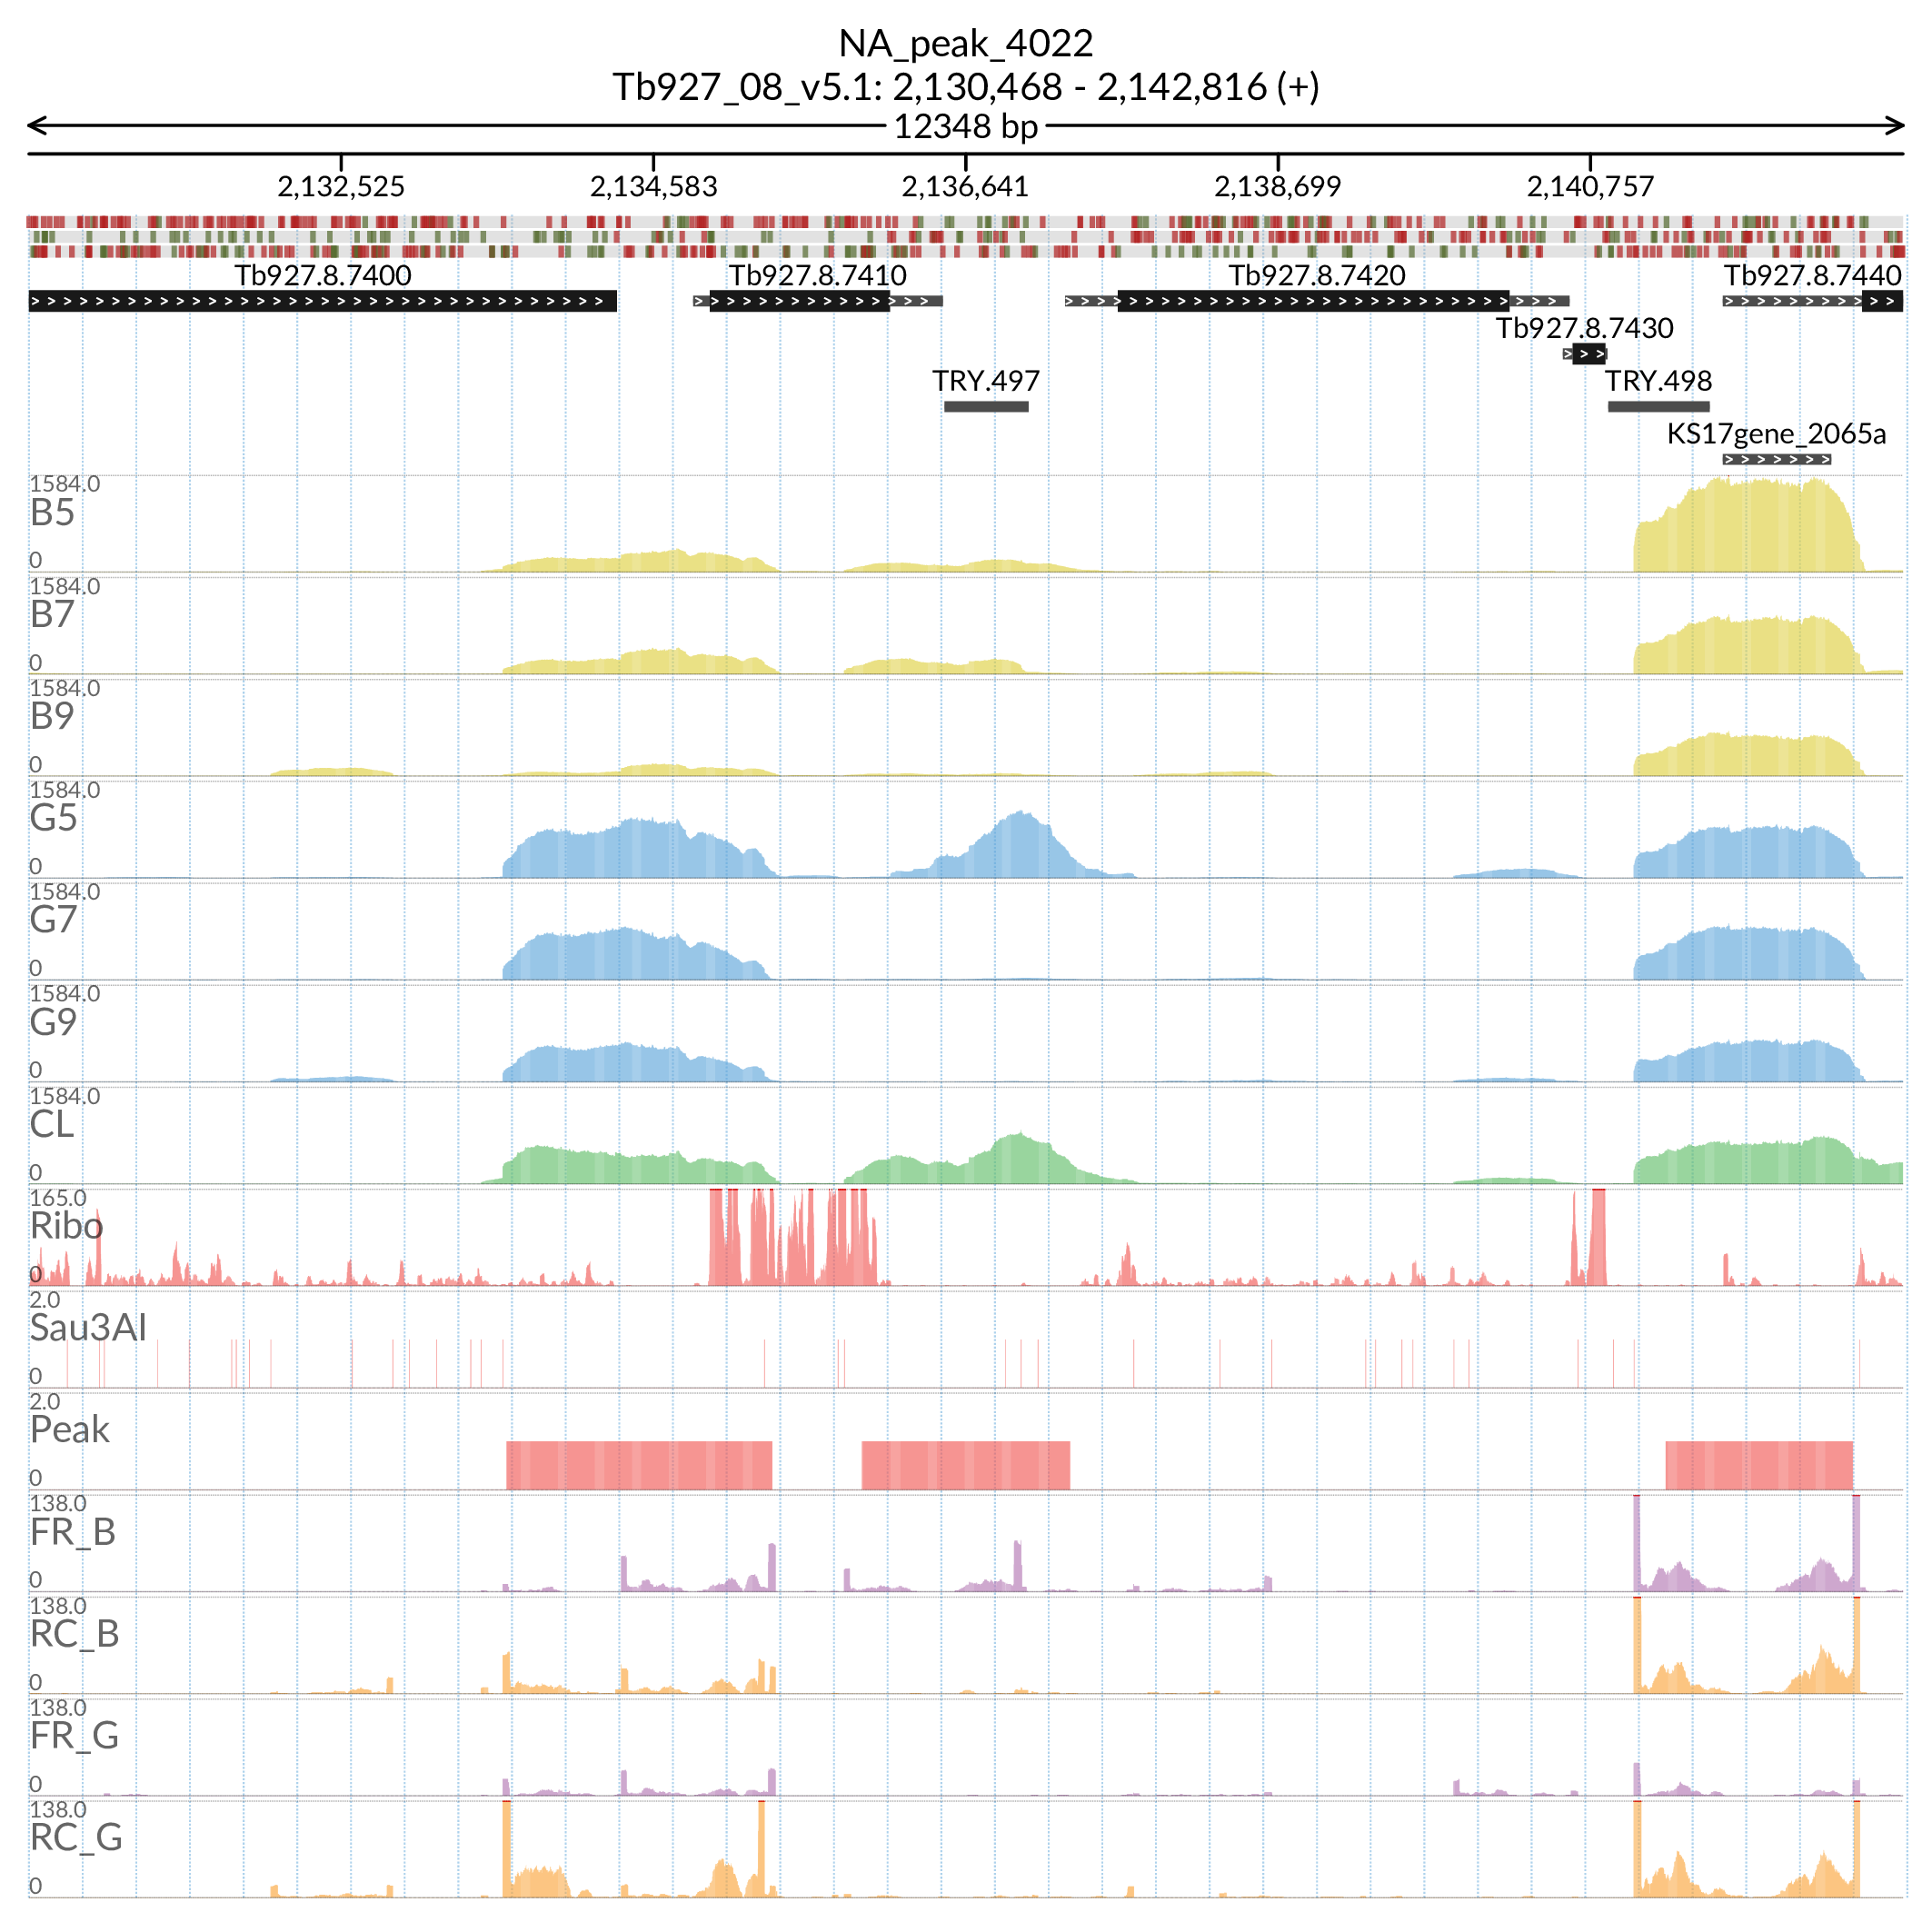 NA_peak_4022
Tb927_08_v5.1: 2,130,468 - 2,142,816 (+)
12348 bp
2,132,525 2,134,583 2,136,641 2,138,699 2,140,757
Tb927.8.7400 Tb927.8.7410 Tb927.8.7420 Tb927.8.7440
Tb927.8.7430
TRY.497 TRY.498
KS17gene_2065a
1584.0
B5
0
1584.0
B7
0
1584.0
B9
0
1584.0
G5
0
1584.0
G7
0
1584.0
G9
0
1584.0
CL
0
165.0
Ribo
0
2.0
Sau3AI
0
2.0
Peak
0
138.0
FR_B
0
138.0
RC_B
0
138.0
FR_G
0
138.0
RC_G
0